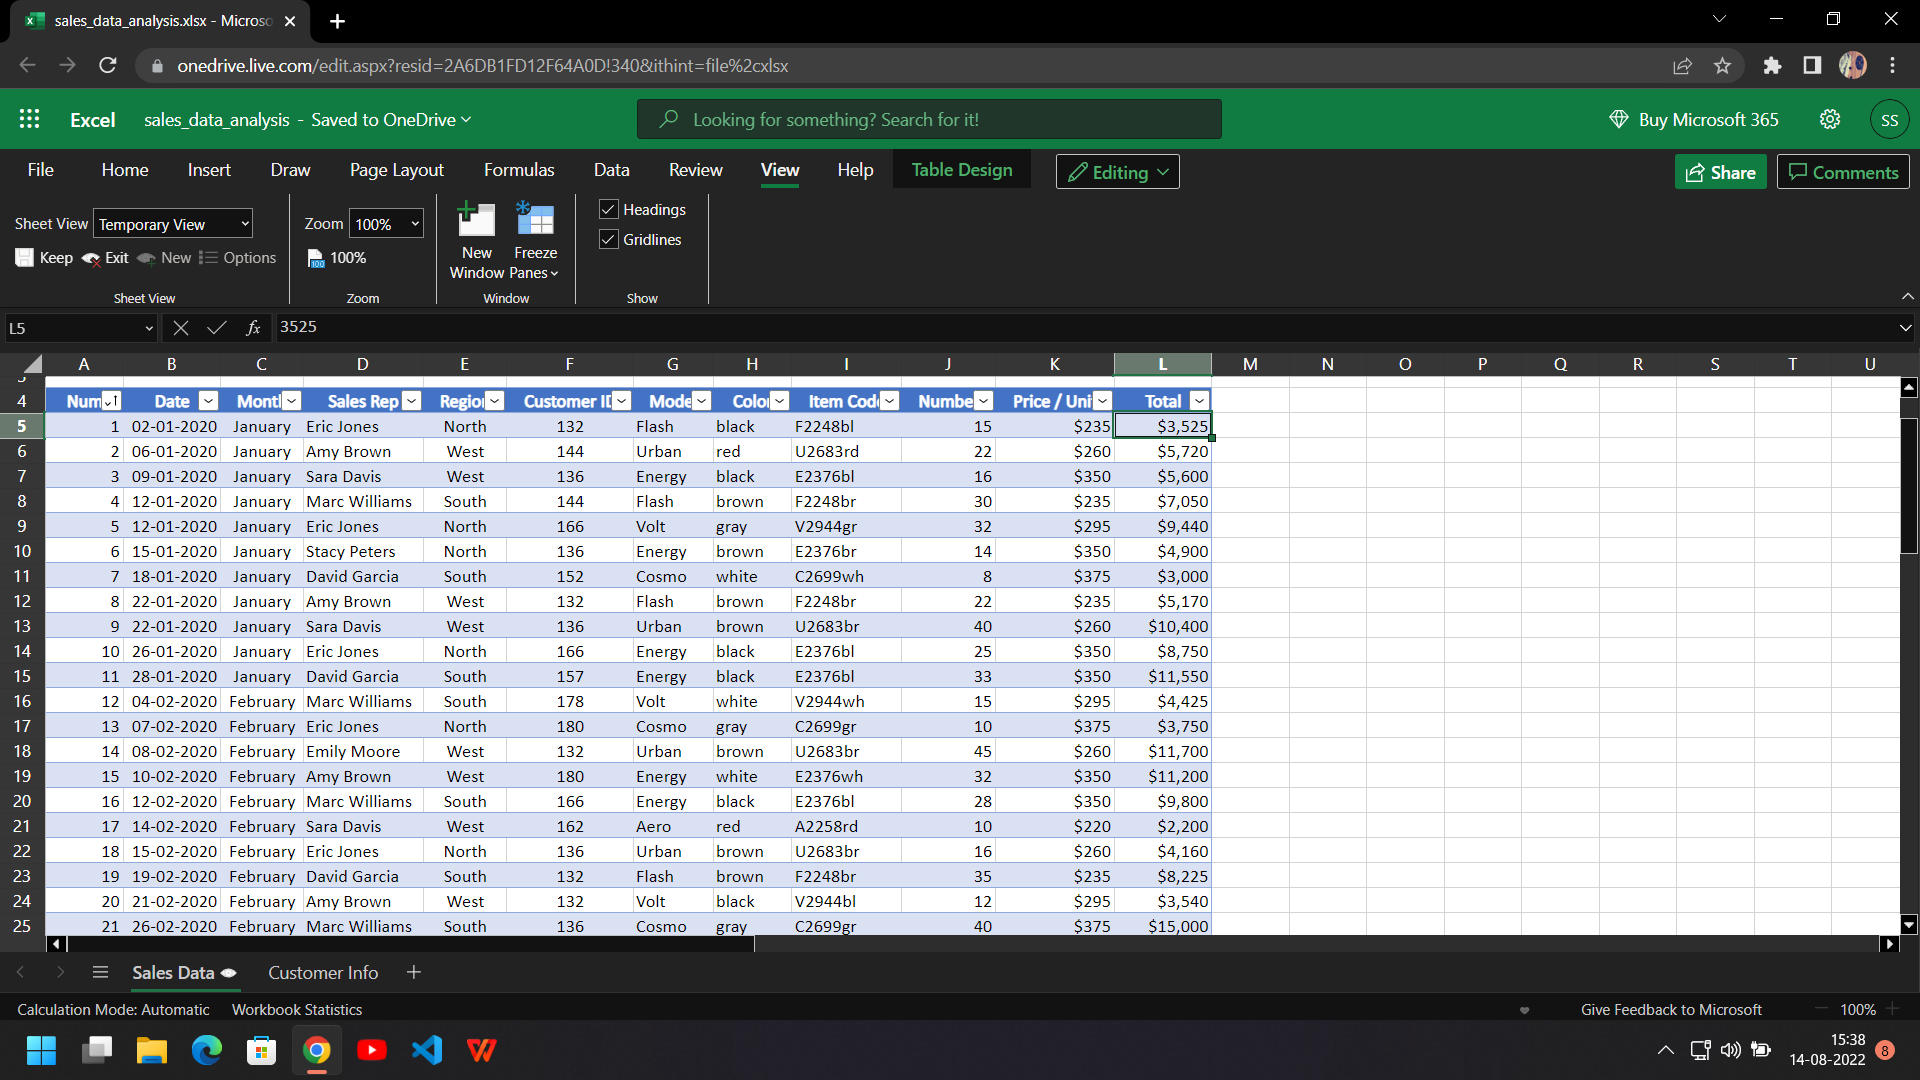 sales_data_analysis.xlsx - Microso
onedrive.live.com/edit.aspx?resid=2A6DB1FD12F64A0D!340&ithint=file%2cxlsx
Excel sales_data_analysis - Saved to OneDrive Looking for something? Search for it! Buy Microsoft 365 SS
File Home Insert Draw Page Layout Formulas Data Review View Help Table Design Editing Share Comments
Sheet View Temporary View Zoom 100% Headings
Gridlines
Keep Exit New Options 100% New Window Freeze Panes
Sheet View Zoom Window Show
L5 fx 3525
A B C D E F G H I J K L M N O P Q R S T U
4 Num Date Month Sales Rep Region Customer ID Mode Color Item Code Numbe Price / Unit Total
5 1 02-01-2020 January Eric Jones North 132 Flash black F2248bl 15 $235 $3,525
6 2 06-01-2020 January Amy Brown West 144 Urban red U2683rd 22 $260 $5,720
7 3 09-01-2020 January Sara Davis West 136 Energy black E2376bl 16 $350 $5,600
8 4 12-01-2020 January Marc Williams South 144 Flash brown F2248br 30 $235 $7,050
9 5 12-01-2020 January Eric Jones North 166 Volt gray V2944gr 32 $295 $9,440
10 6 15-01-2020 January Stacy Peters North 136 Energy brown E2376br 14 $350 $4,900
11 7 18-01-2020 January David Garcia South 152 Cosmo white C2699wh 8 $375 $3,000
12 8 22-01-2020 January Amy Brown West 132 Flash brown F2248br 22 $235 $5,170
13 9 22-01-2020 January Sara Davis West 136 Urban brown U2683br 40 $260 $10,400
14 10 26-01-2020 January Eric Jones North 166 Energy black E2376bl 25 $350 $8,750
15 11 28-01-2020 January David Garcia South 157 Energy black E2376bl 33 $350 $11,550
16 12 04-02-2020 February Marc Williams South 178 Volt white V2944wh 15 $295 $4,425
17 13 07-02-2020 February Eric Jones North 180 Cosmo gray C2699gr 10 $375 $3,750
18 14 08-02-2020 February Emily Moore West 132 Urban brown U2683br 45 $260 $11,700
19 15 10-02-2020 February Amy Brown West 180 Energy white E2376wh 32 $350 $11,200
20 16 12-02-2020 February Marc Williams South 166 Energy black E2376bl 28 $350 $9,800
21 17 14-02-2020 February Sara Davis West 162 Aero red A2258rd 10 $220 $2,200
22 18 15-02-2020 February Eric Jones North 136 Urban brown U2683br 16 $260 $4,160
23 19 19-02-2020 February David Garcia South 132 Flash brown F2248br 35 $235 $8,225
24 20 21-02-2020 February Amy Brown West 132 Volt black V2944bl 12 $295 $3,540
25 21 26-02-2020 February Marc Williams South 136 Cosmo gray C2699gr 40 $375 $15,000
Sales Data Customer Info
Calculation Mode: Automatic Workbook Statistics Give Feedback to Microsoft 100%
15:38
14-08-2022 8